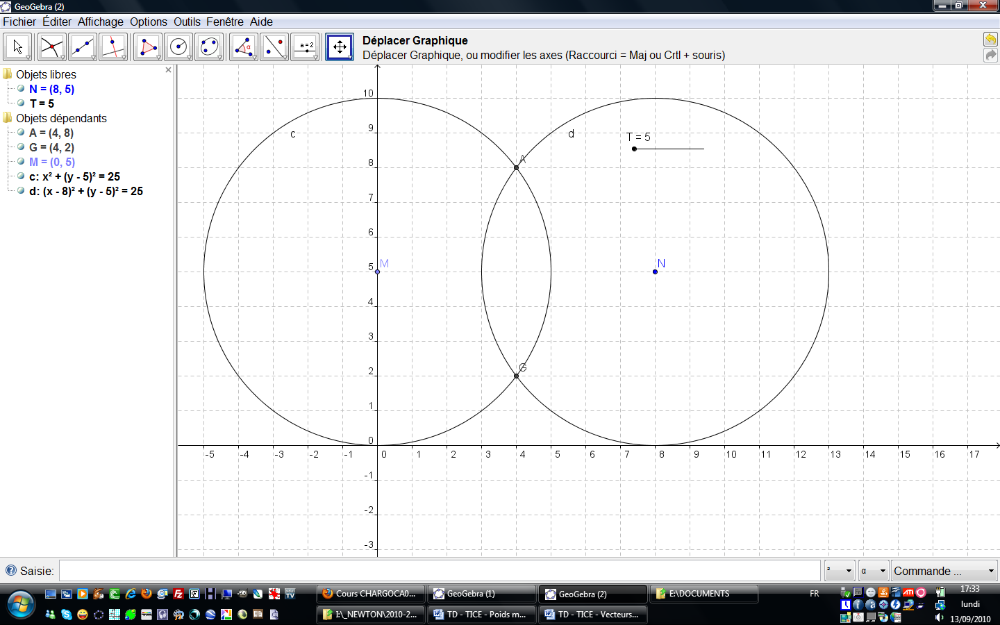 GeoGebra (2)
Fichier Éditer Affichage Options Outils Fenêtre Aide
a = 2
Déplacer Graphique
Déplacer Graphique, ou modifier les axes (Raccourci = Maj ou Crtl + souris)
Objets libres
N = (8, 5)
T = 5
Objets dépendants
A = (4, 8)
G = (4, 2)
M = (0, 5)
c: x² + (y - 5)² = 25
d: (x - 8)² + (y - 5)² = 25
c
d
T = 5
A
M
N
G
10
9
8
7
6
5
4
3
2
1
0
-1
-2
-3
-5 -4 -3 -2 -1 0 1 2 3 4 5 6 7 8 9 10 11 12 13 14 15 16 17
Saisie:
² α Commande ...
Cours CHARGOCA0... GeoGebra (1) GeoGebra (2) E:\DOCUMENTS
I:\_NEWTON\2010-2... TD - TICE - Poids m... TD - TICE - Vecteurs...
FR
17:33
lundi
13/09/2010